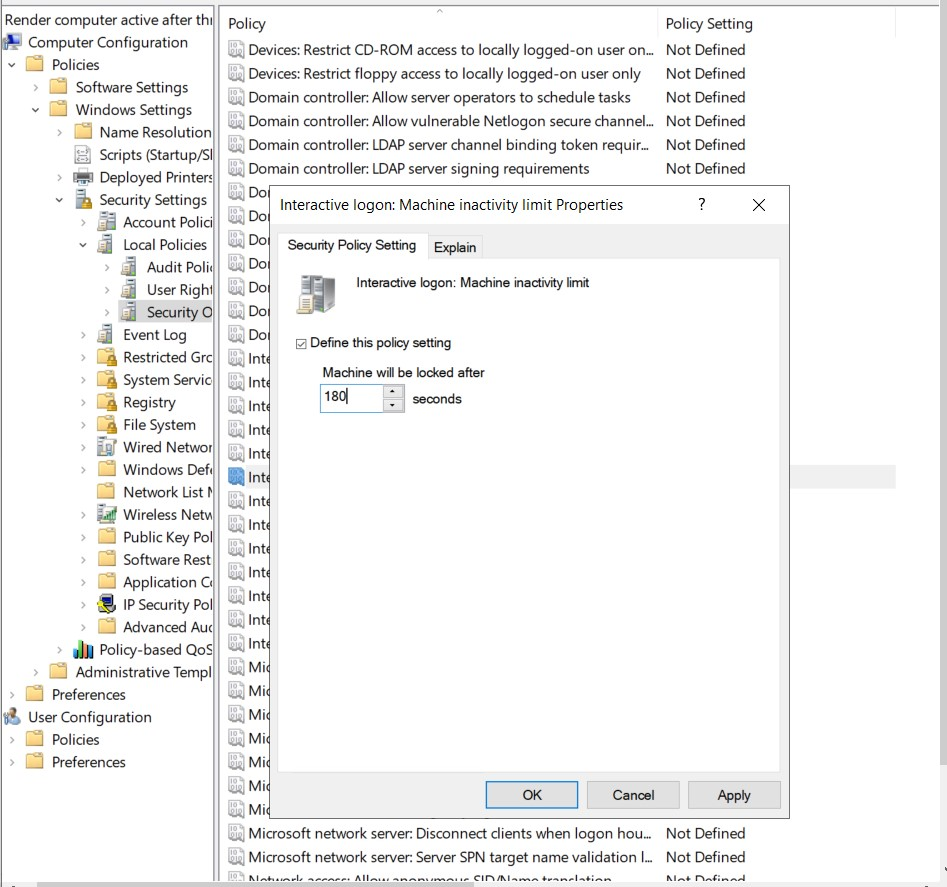 Render computer active after thr
Computer Configuration
Policies
Software Settings
Windows Settings
Name Resolution
Scripts (Startup/Sl
Deployed Printers
Security Settings
Account Polici
Local Policies
Audit Polic
User Right
Security O
Event Log
Restricted Gro
System Servic
Registry
File System
Wired Networ
Windows Defe
Network List M
Wireless Netw
Public Key Pol
Software Rest
Application Co
IP Security Pol
Advanced Aud
Policy-based QoS
Administrative Templ
Preferences
User Configuration
Policies
Preferences
Policy Policy Setting
Devices: Restrict CD-ROM access to locally logged-on user on... Not Defined
Devices: Restrict floppy access to locally logged-on user only Not Defined
Domain controller: Allow server operators to schedule tasks Not Defined
Domain controller: Allow vulnerable Netlogon secure channel... Not Defined
Domain controller: LDAP server channel binding token requir... Not Defined
Domain controller: LDAP server signing requirements Not Defined
Do
Do
Do
Do
Do
Do
Do
Inte
Inte
Inte
Inte
Inte
Inte
Inte
Inte
Inte
Inte
Inte
Inte
Inte
Mic
Mic
Mic
Mic
Mic
Mic
Mic
Interactive logon: Machine inactivity limit Properties ?
Security Policy Setting Explain
Interactive logon: Machine inactivity limit
Define this policy setting
Machine will be locked after
180 seconds
OK Cancel Apply
Microsoft network server: Disconnect clients when logon hou... Not Defined
Microsoft network server: Server SPN target name validation l... Not Defined
Network access: Allow anonymous SID/Name translation Not Defined